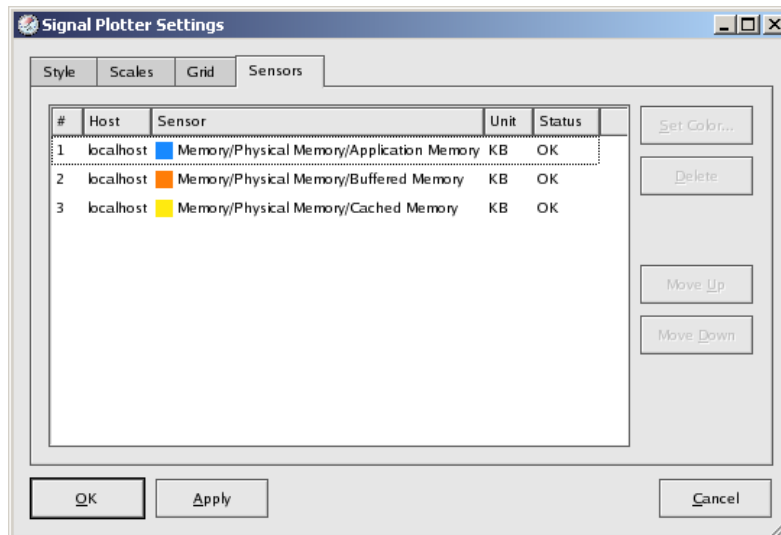 Signal Plotter Settings
Style Scales Grid Sensors
# Host Sensor Unit Status
1 localhost Memory/Physical Memory/Application Memory KB OK
2 localhost Memory/Physical Memory/Buffered Memory KB OK
3 localhost Memory/Physical Memory/Cached Memory KB OK
Set Color...
Delete
Move Up
Move Down
OK Apply Cancel